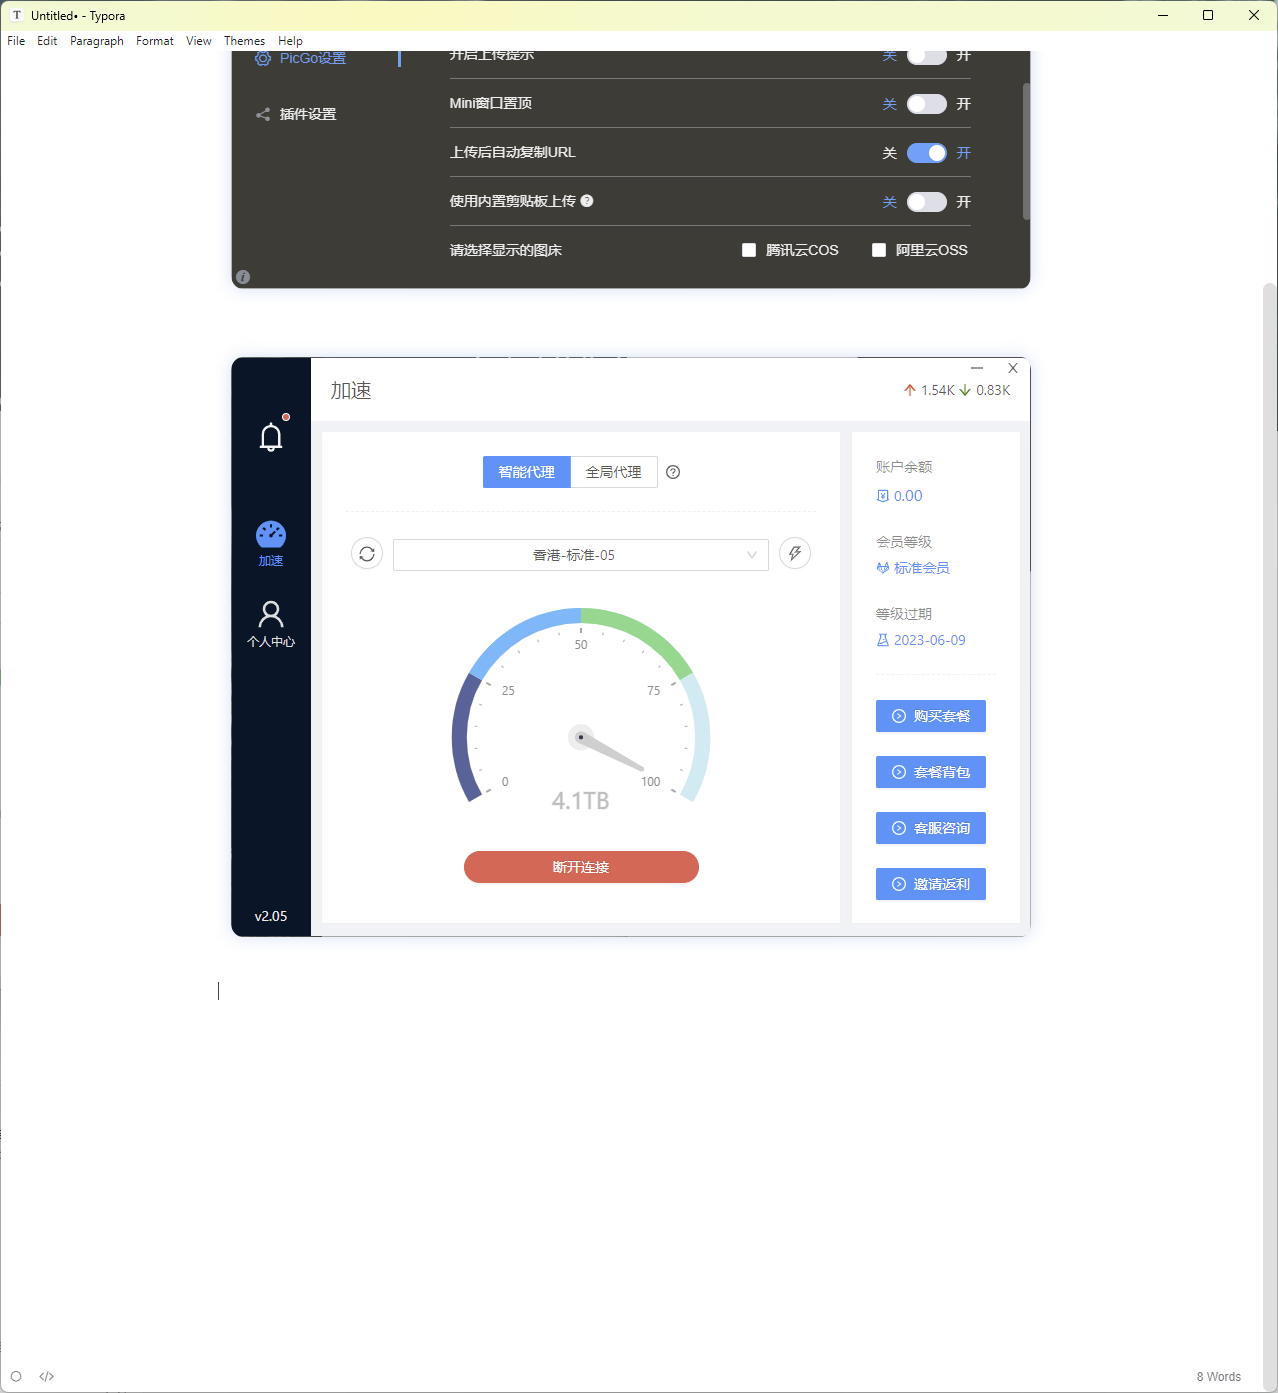 Untitled• - Typora
File Edit Paragraph Format View Themes Help
PicGo设置
开启上传提示 关 开
Mini窗口置顶 关 开
插件设置
上传后自动复制URL 关 开
使用内置剪贴板上传 ? 关 开
请选择显示的图床 腾讯云COS 阿里云OSS
加速
1.54K 0.83K
智能代理 全局代理
香港-标准-05
加速
个人中心
v2.05
0
25
50
75
100
4.1TB
断开连接
账户余额
0.00
会员等级
标准会员
等级过期
2023-06-09
购买套餐
套餐背包
客服咨询
邀请返利
8 Words